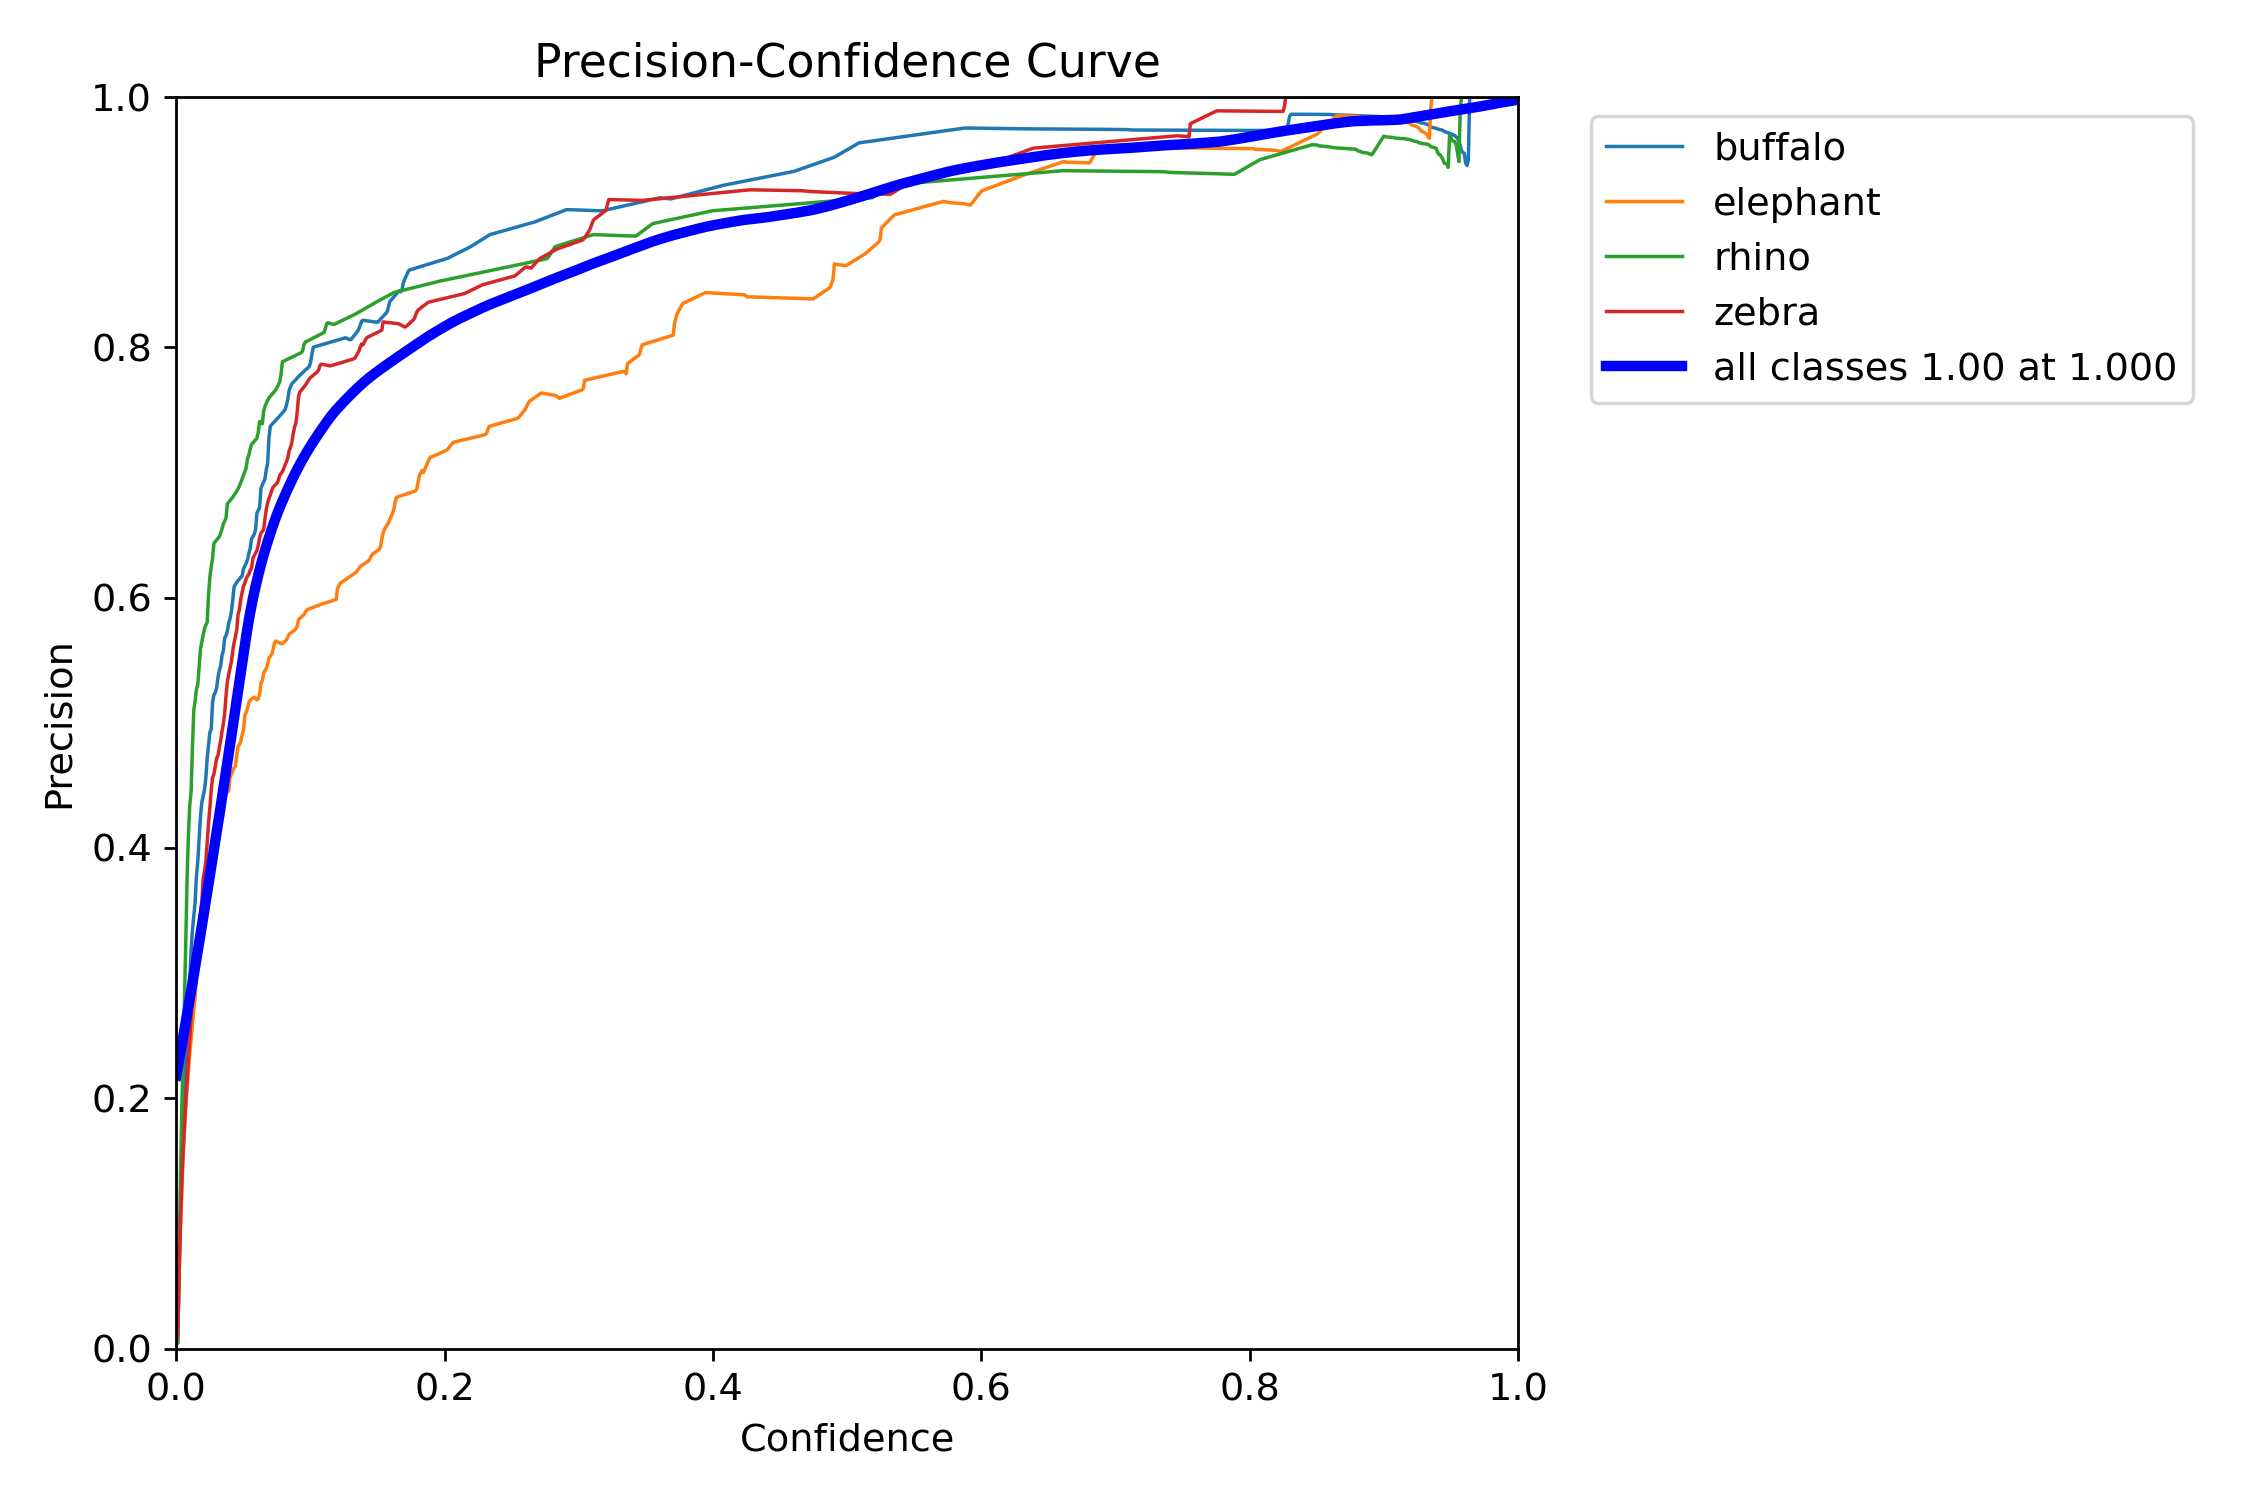 Precision-Confidence Curve
1.0
0.8
0.6
0.4
0.2
0.0
Precision
0.0 0.2 0.4 0.6 0.8 1.0
Confidence
buffalo
elephant
rhino
zebra
all classes 1.00 at 1.000